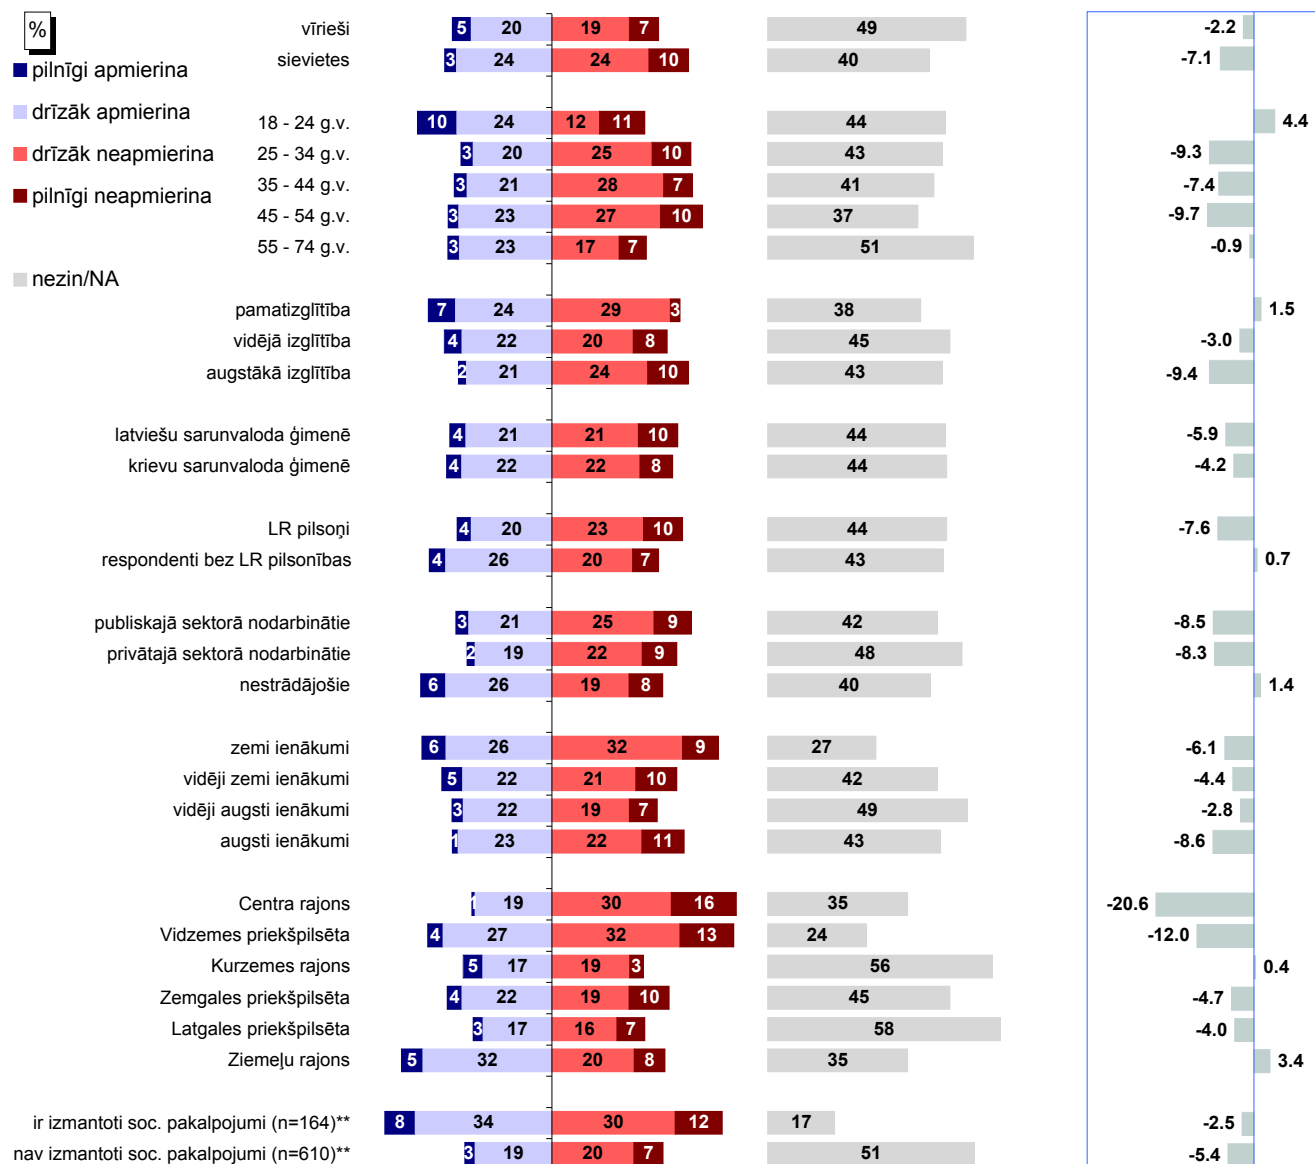 %
pilnīgi apmierina
drīzāk apmierina
drīzāk neapmierina
pilnīgi neapmierina
nezin/NA
vīrieši 5 20 19 7 49 -2.2
sievietes 3 24 24 10 40 -7.1
18 - 24 g.v. 10 24 12 11 44 4.4
25 - 34 g.v. 3 20 25 10 43 -9.3
35 - 44 g.v. 3 21 28 7 41 -7.4
45 - 54 g.v. 3 23 27 10 37 -9.7
55 - 74 g.v. 3 23 17 7 51 -0.9
pamatizglītība 7 24 29 3 38 1.5
vidējā izglītība 4 22 20 8 45 -3.0
augstākā izglītība 2 21 24 10 43 -9.4
latviešu sarunvaloda ģimenē 4 21 21 10 44 -5.9
krievu sarunvaloda ģimenē 4 22 22 8 44 -4.2
LR pilsoņi 4 20 23 10 44 -7.6
respondenti bez LR pilsonības 4 26 20 7 43 0.7
publiskajā sektorā nodarbinātie 3 21 25 9 42 -8.5
privātajā sektorā nodarbinātie 2 19 22 9 48 -8.3
nestrādājošie 6 26 19 8 40 1.4
zemi ienākumi 6 26 32 9 27 -6.1
vidēji zemi ienākumi 5 22 21 10 42 -4.4
vidēji augsti ienākumi 3 22 19 7 49 -2.8
augsti ienākumi 1 23 22 11 43 -8.6
Centra rajons 1 19 30 16 35 -20.6
Vidzemes priekšpilsēta 4 27 32 13 24 -12.0
Kurzemes rajons 5 17 19 3 56 0.4
Zemgales priekšpilsēta 4 22 19 10 45 -4.7
Latgales priekšpilsēta 3 17 16 7 58 -4.0
Ziemeļu rajons 5 32 20 8 35 3.4
ir izmantoti soc. pakalpojumi (n=164)** 8 34 30 12 17 -2.5
nav izmantoti soc. pakalpojumi (n=610)** 3 19 20 7 51 -5.4